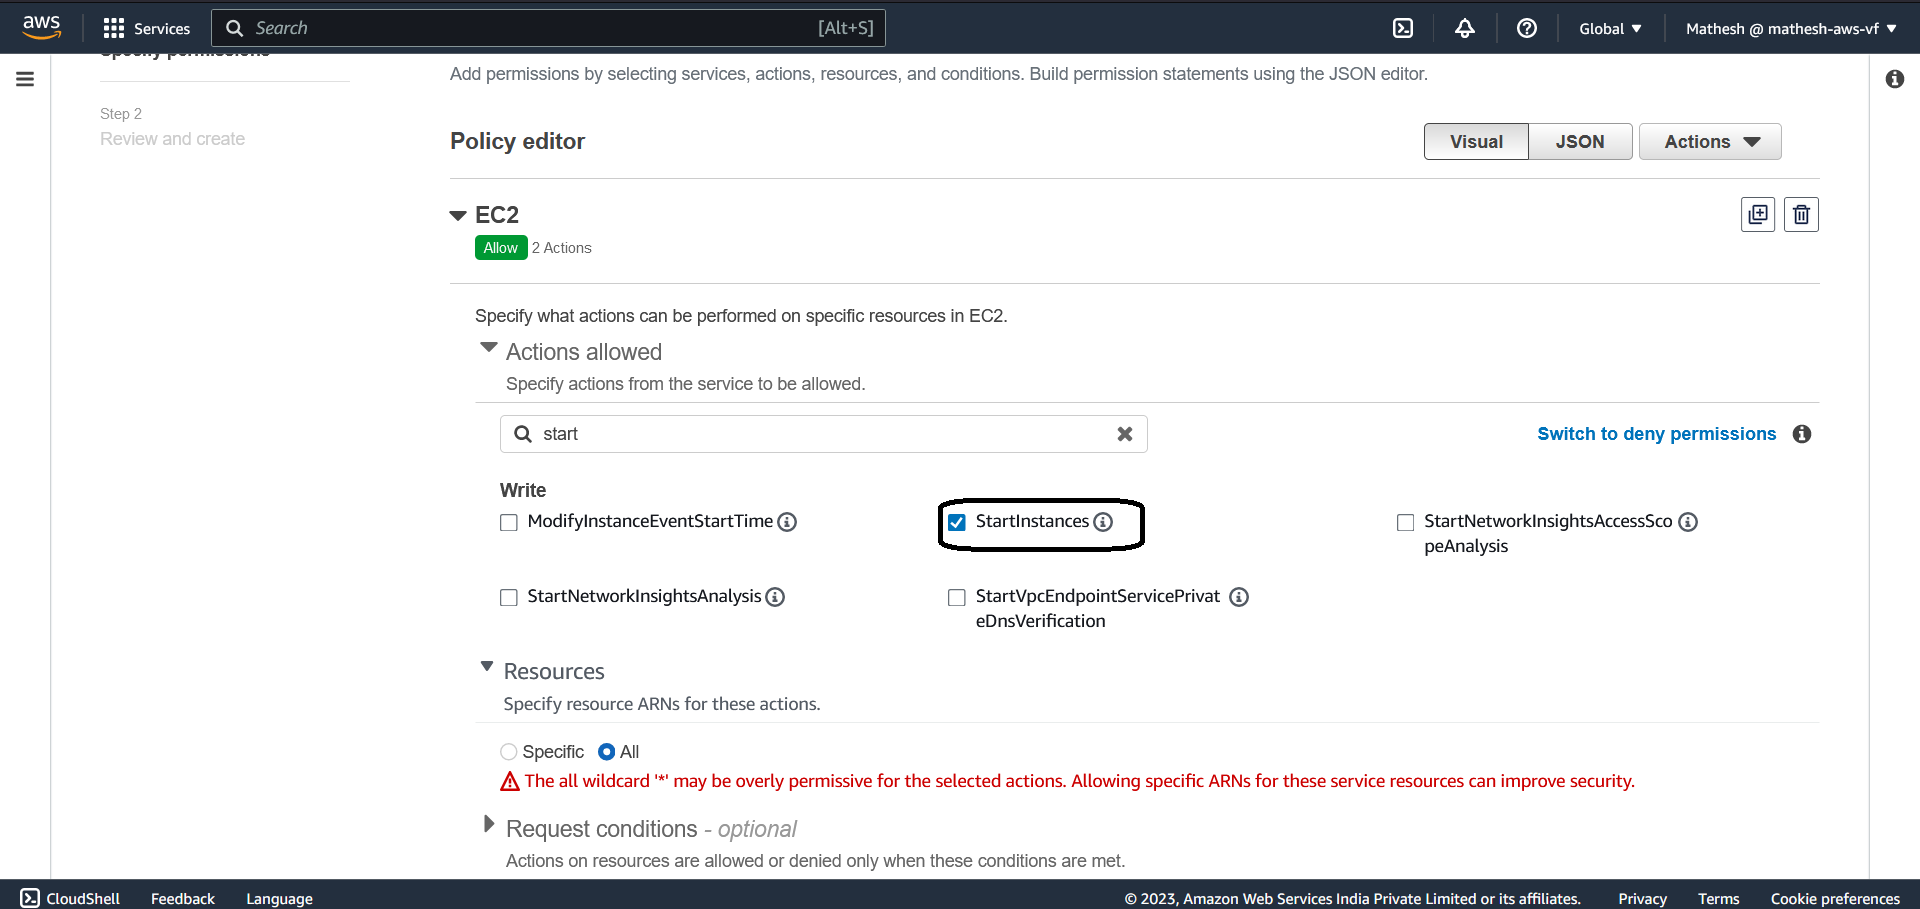 aws Services Search [Alt+S] Global Mathesh @ mathesh-aws-vf
Specify permissions
Add permissions by selecting services, actions, resources, and conditions. Build permission statements using the JSON editor.
Step 2
Review and create
Policy editor Visual JSON Actions
EC2
Allow 2 Actions
Specify what actions can be performed on specific resources in EC2.
Actions allowed
Specify actions from the service to be allowed.
start Switch to deny permissions
Write
ModifyInstanceEventStartTime StartInstances StartNetworkInsightsAccessSco
peAnalysis
StartNetworkInsightsAnalysis StartVpcEndpointServicePrivat
eDnsVerification
Resources
Specify resource ARNs for these actions.
Specific All
The all wildcard '*' may be overly permissive for the selected actions. Allowing specific ARNs for these service resources can improve security.
Request conditions - optional
Actions on resources are allowed or denied only when these conditions are met.
CloudShell Feedback Language © 2023, Amazon Web Services India Private Limited or its affiliates. Privacy Terms Cookie preferences